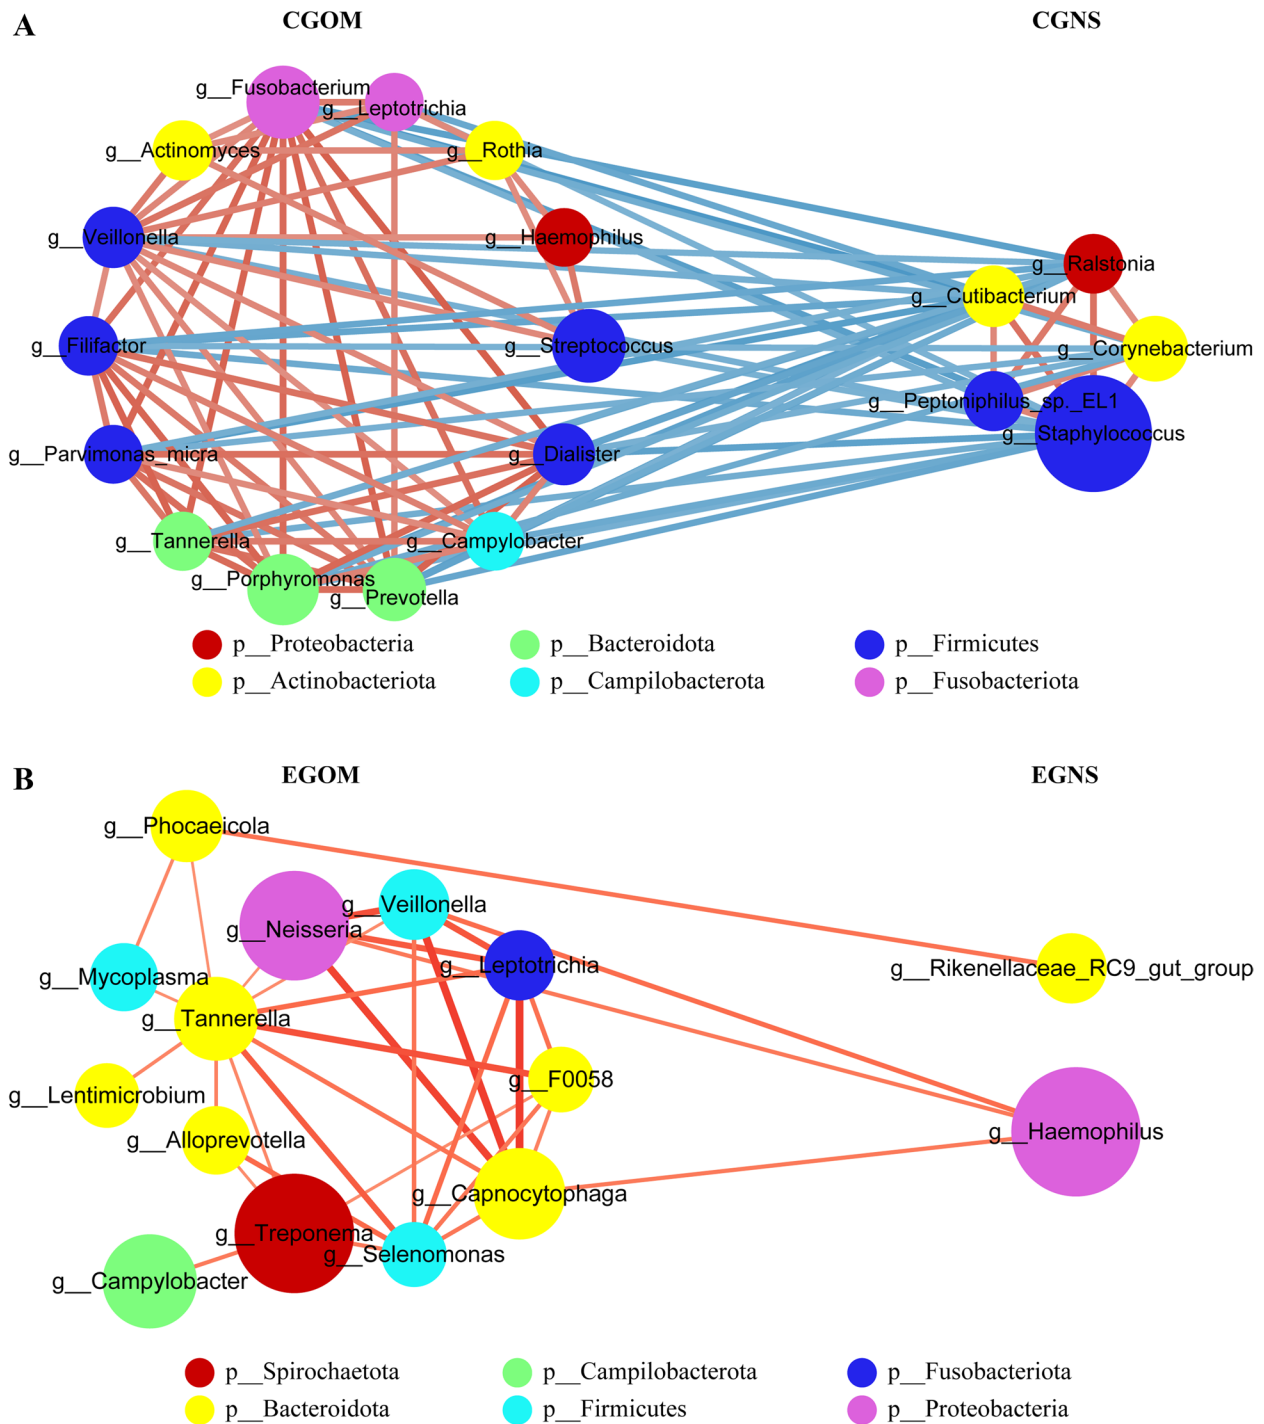 A
CGOM
CGNS
g__Fusobacterium
g__Leptotrichia
g__Actinomyces
g__Rothia
g__Veillonella
g__Haemophilus
g__Ralstonia
g__Cutibacterium
g__Filifactor
g__Streptococcus
g__Corynebacterium
g__Peptoniphilus_sp._EL1
g__Staphylococcus
g__Parvimonas_micra
g__Dialister
g__Tannerella
g__Campylobacter
g__Porphyromonas
g__Prevotella
p__Proteobacteria
p__Bacteroidota
p__Firmicutes
p__Actinobacteriota
p__Campilobacterota
p__Fusobacteriota
B
EGOM
EGNS
g__Phocaeicola
g__Veillonella
g__Neisseria
g__Leptotrichia
g__Rikenellaceae_RC9_gut_group
g__Mycoplasma
g__Tannerella
g__F0058
g__Lentimicrobium
g__Alloprevotella
g__Haemophilus
g__Capnocytophaga
g__Treponema
g__Selenomonas
g__Campylobacter
p__Spirochaetota
p__Campilobacterota
p__Fusobacteriota
p__Bacteroidota
p__Firmicutes
p__Proteobacteria